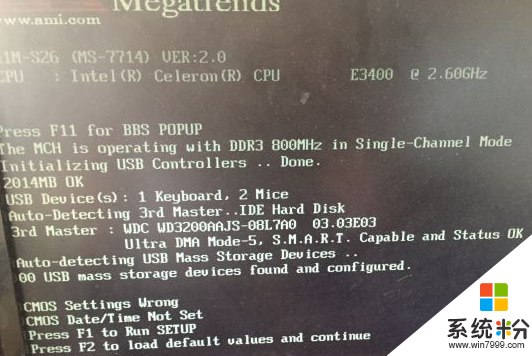 Megatrends
www.ami.com
41M-S26 (MS-7714) VER:2.0
CPU : Intel(R) Celeron(R) CPU E3400 @ 2.60GHz
Press F11 for BBS POPUP
The MCH is operating with DDR3 800MHz in Single-Channel Mode
Initializing USB Controllers .. Done.
2014MB OK
USB Device(s): 1 Keyboard, 2 Mice
Auto-Detecting 3rd Master..IDE Hard Disk
3rd Master : WDC WD3200AAJS-08L7A0 03.03E03
Ultra DMA Mode-5, S.M.A.R.T. Capable and Status OK
Auto-detecting USB Mass Storage Devices ..
00 USB mass storage devices found and configured.
CMOS Settings Wrong
CMOS Date/Time Not Set
Press F1 to Run SETUP
Press F2 to load default values and continue
系统粉
www.win7999.com